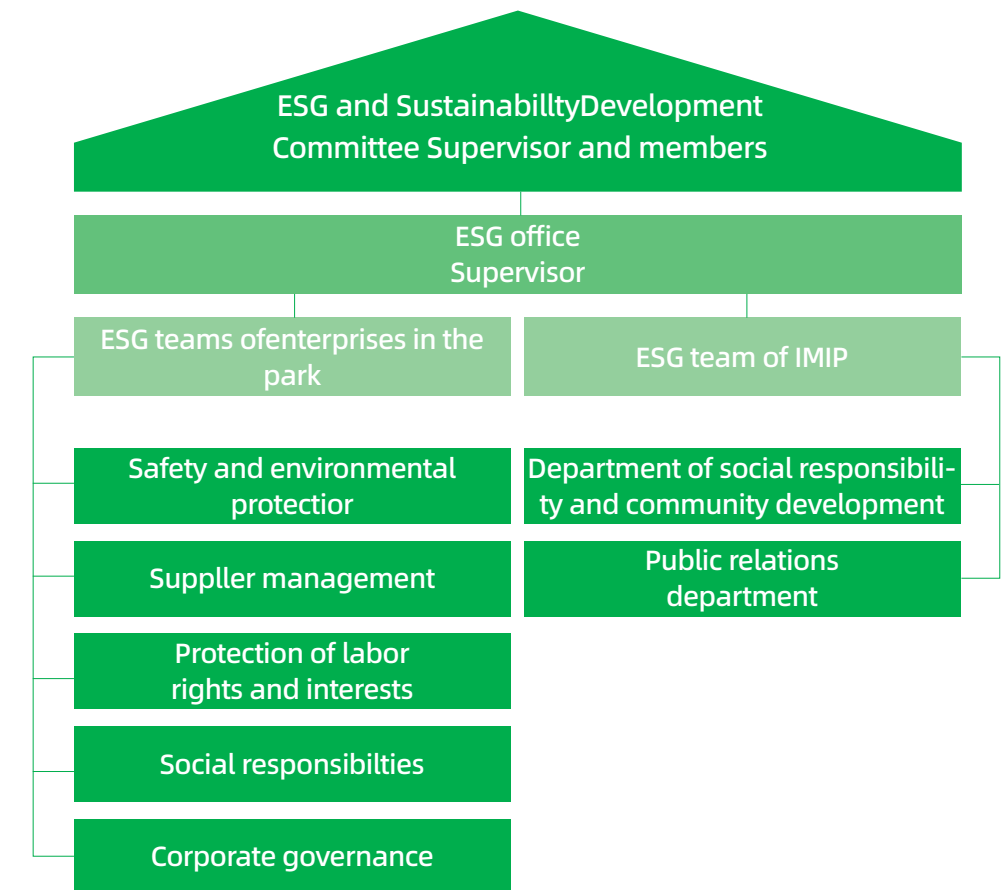 ESG and SustainabilltyDevelopment
Committee Supervisor and members
ESG office
Supervisor
ESG teams ofenterprises in the
park
ESG team of IMIP
Safety and environmental
protectior
Suppller management
Protection of labor
rights and interests
Social responsibilties
Corporate governance
Department of social responsibili-
ty and community development
Public relations
department